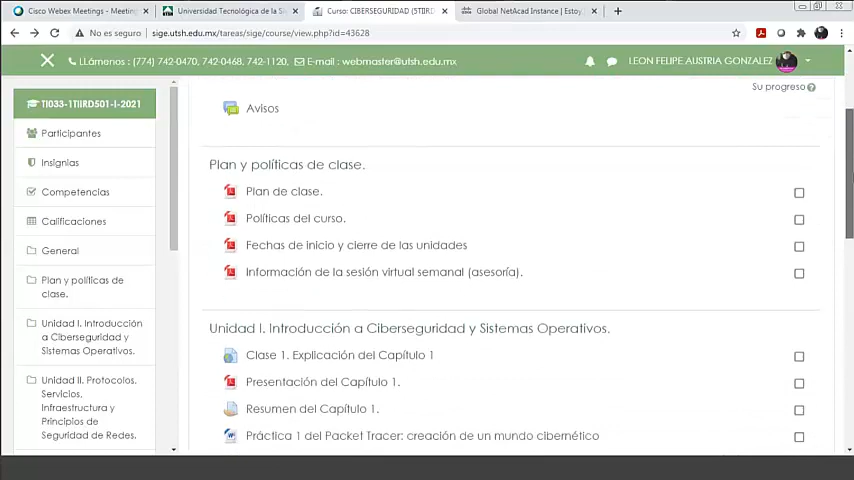 Cisco Webex Meetings - Meeting
Universidad Tecnológica de la Si
Curso: CIBERSEGURIDAD (5TIIRD
Global NetAcad Instance | Estoy
No es seguro | sige.utsh.edu.mx/tareas/sige/course/view.php?id=43628
LLámenos : (774) 742-0470, 742-0468, 742-1120, E-mail : webmaster@utsh.edu.mx
LEON FELIPE AUSTRIA GONZALEZ
Su progreso
TI033-1TIIRD501-I-2021
Participantes
Insignias
Competencias
Calificaciones
General
Plan y políticas de
clase.
Unidad I. Introducción
a Ciberseguridad y
Sistemas Operativos.
Unidad II. Protocolos,
Servicios,
Infraestructura y
Principios de
Seguridad de Redes.
Avisos
Plan y políticas de clase.
Plan de clase.
Políticas del curso.
Fechas de inicio y cierre de las unidades
Información de la sesión virtual semanal (asesoría).
Unidad I. Introducción a Ciberseguridad y Sistemas Operativos.
Clase 1. Explicación del Capítulo 1
Presentación del Capítulo 1.
Resumen del Capítulo 1.
Práctica 1 del Packet Tracer: creación de un mundo cibernético